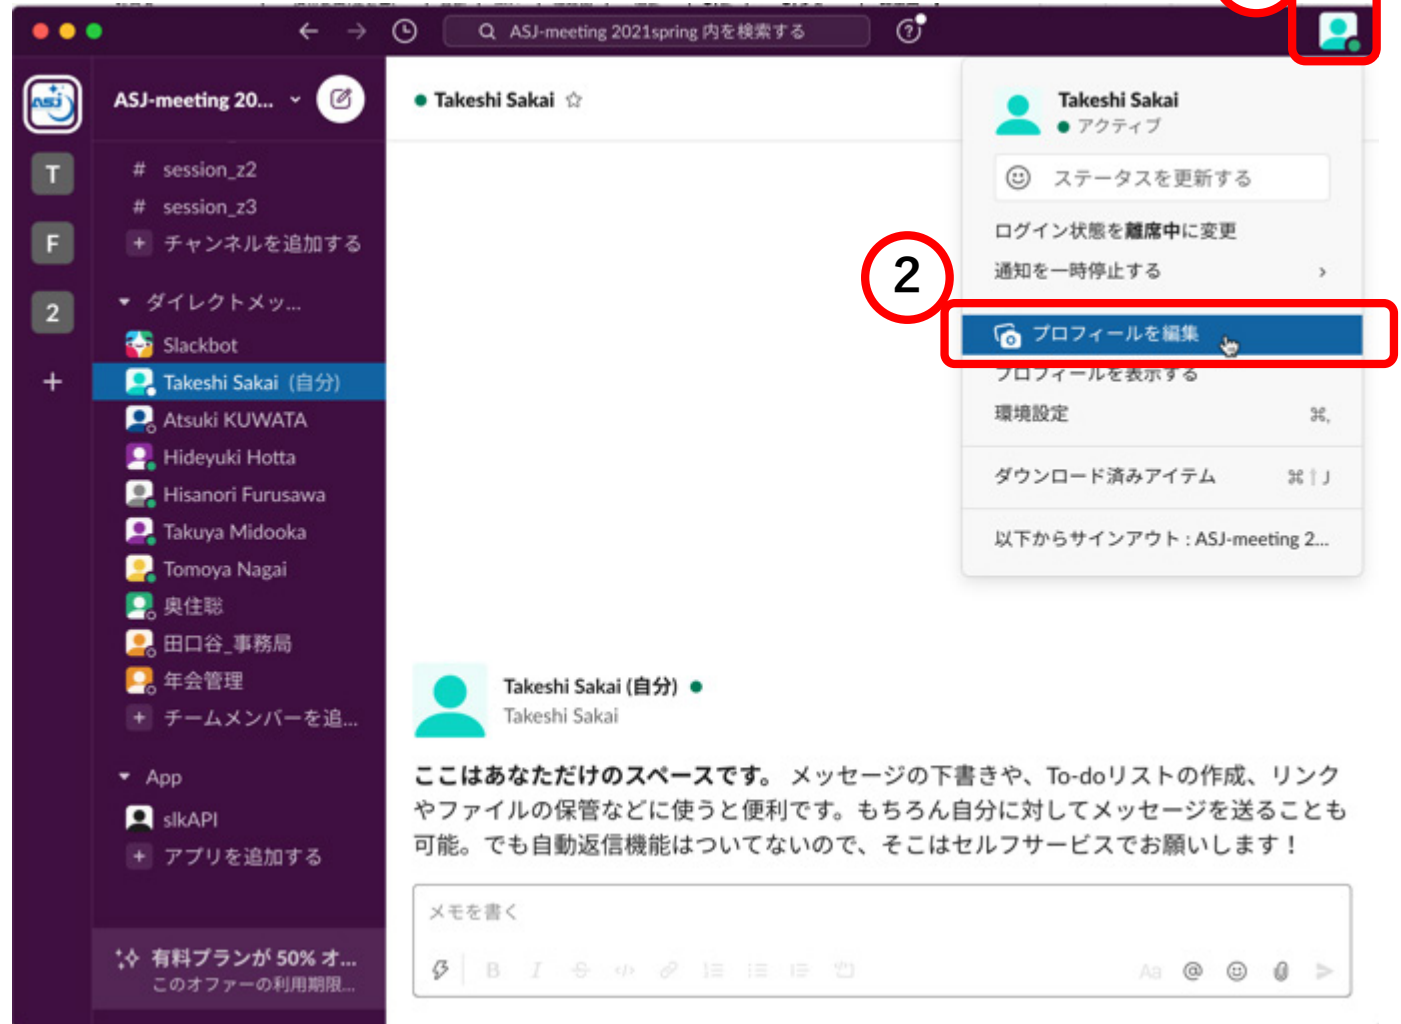 ASJ-meeting 2021spring 内を検索する
asj
T
F
2
+
ASJ-meeting 20...
# session_z2
# session_z3
+ チャンネルを追加する
ダイレクトメッ...
Slackbot
Takeshi Sakai (自分)
Atsuki KUWATA
Hideyuki Hotta
Hisanori Furusawa
Takuya Midooka
Tomoya Nagai
奥住聡
田口谷_事務局
年会管理
+ チームメンバーを追...
App
slkAPI
+ アプリを追加する
有料プランが 50% オ...
このオファーの利用期限...
Takeshi Sakai ☆
Takeshi Sakai
アクティブ
ステータスを更新する
ログイン状態を離席中に変更
通知を一時停止する
2
プロフィールを編集
プロフィールを表示する
環境設定 ⌘,
ダウンロード済みアイテム ⌘⇧J
以下からサインアウト : ASJ-meeting 2...
Takeshi Sakai (自分)
Takeshi Sakai
ここはあなただけのスペースです。 メッセージの下書きや、To-doリストの作成、リンク
やファイルの保管などに使うと便利です。もちろん自分に対してメッセージを送ることも
可能。でも自動返信機能はついてないので、そこはセルフサービスでお願いします！
メモを書く
B I S </> Aa @